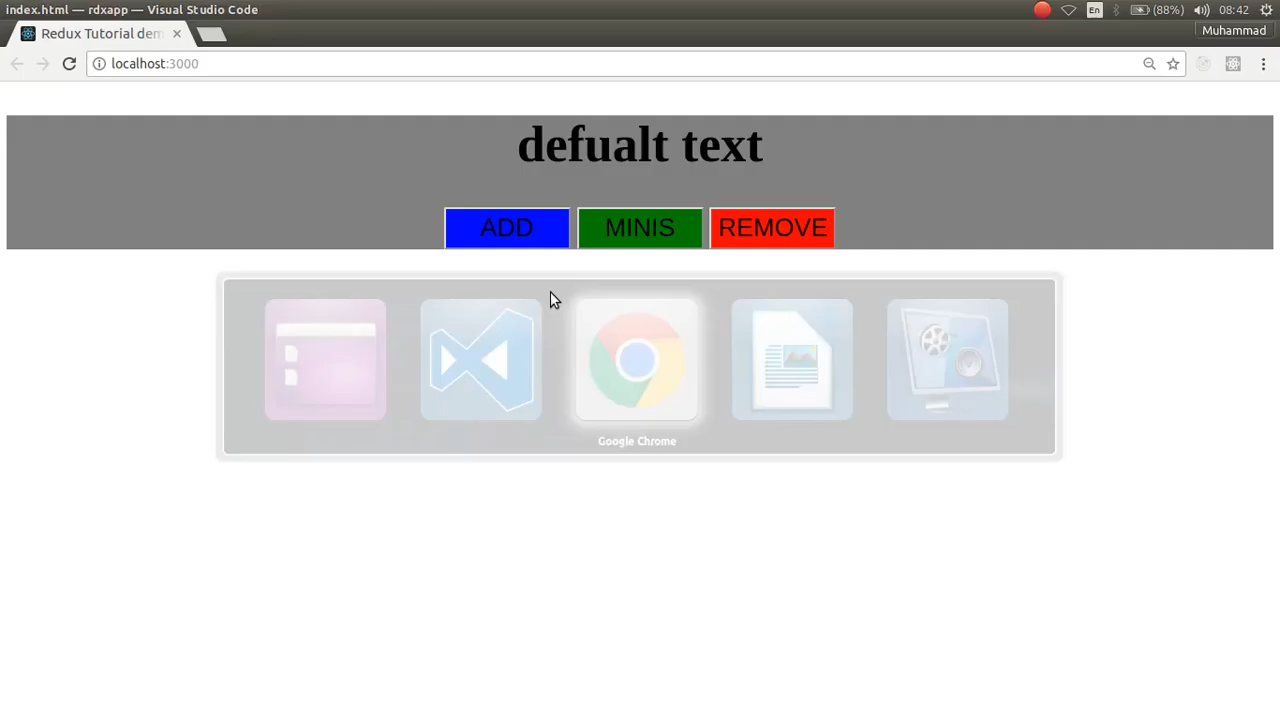 index.html — rdxapp — Visual Studio Code
En
(88%)
08:42
Redux Tutorial dem
Muhammad
localhost:3000
defualt text
ADD
MINIS
REMOVE
Google Chrome